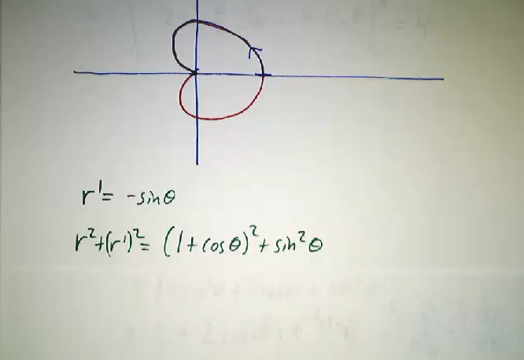 r' = -sinθ
r²+(r')² = (1+cosθ)²+sin²θ